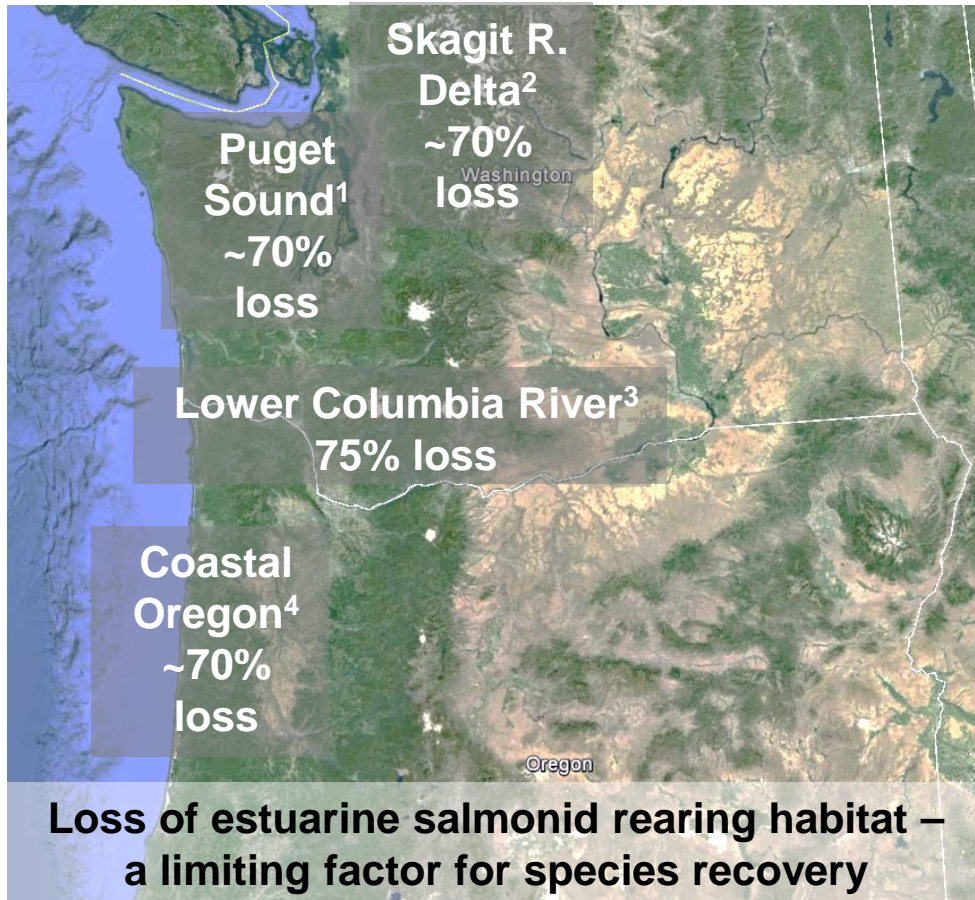 Skagit R.
Delta²
~70%
loss
Washington
Puget
Sound¹
~70%
loss
Lower Columbia River³
75% loss
Coastal
Oregon⁴
~70%
loss
Oregon
Loss of estuarine salmonid rearing habitat –
a limiting factor for species recovery